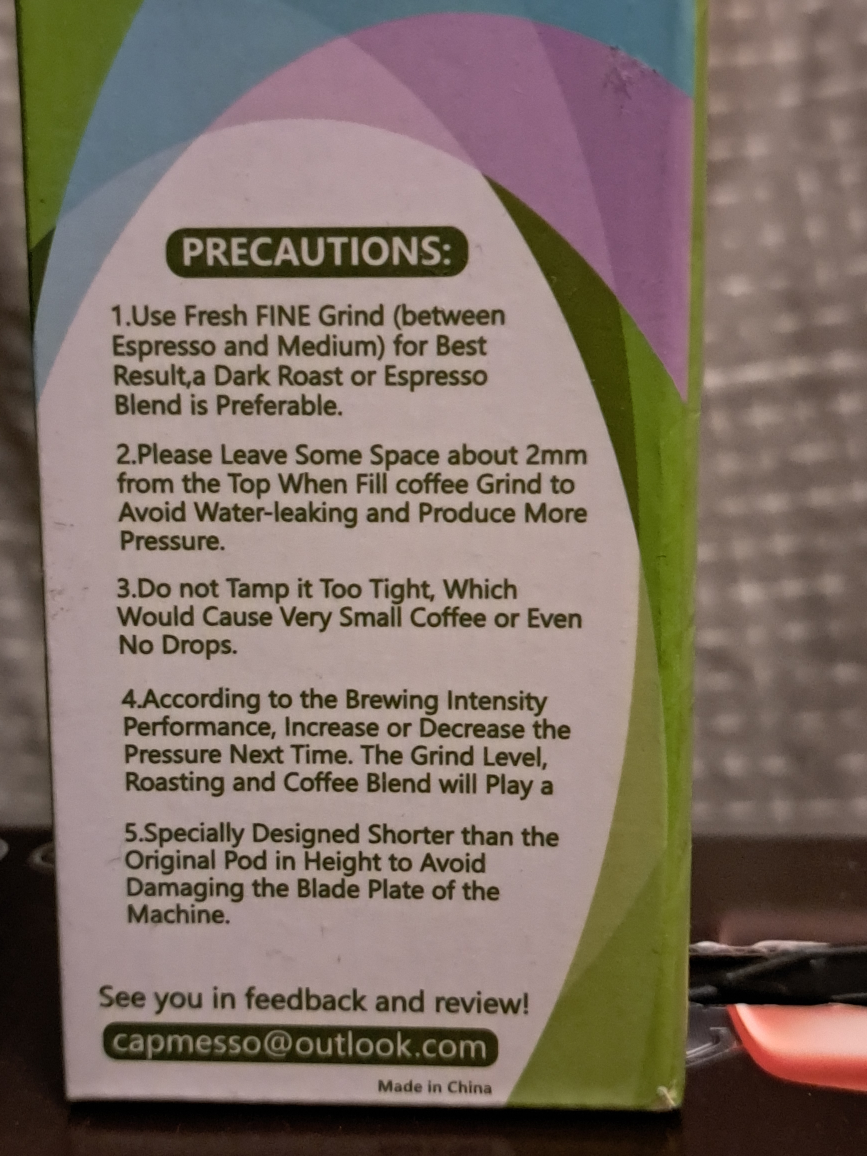 PRECAUTIONS:
1.Use Fresh FINE Grind (between
Espresso and Medium) for Best
Result,a Dark Roast or Espresso
Blend is Preferable.
2.Please Leave Some Space about 2mm
from the Top When Fill coffee Grind to
Avoid Water-leaking and Produce More
Pressure.
3.Do not Tamp it Too Tight, Which
Would Cause Very Small Coffee or Even
No Drops.
4.According to the Brewing Intensity
Performance, Increase or Decrease the
Pressure Next Time. The Grind Level,
Roasting and Coffee Blend will Play a
5.Specially Designed Shorter than the
Original Pod in Height to Avoid
Damaging the Blade Plate of the
Machine.
See you in feedback and review!
capmesso@outlook.com
Made in China